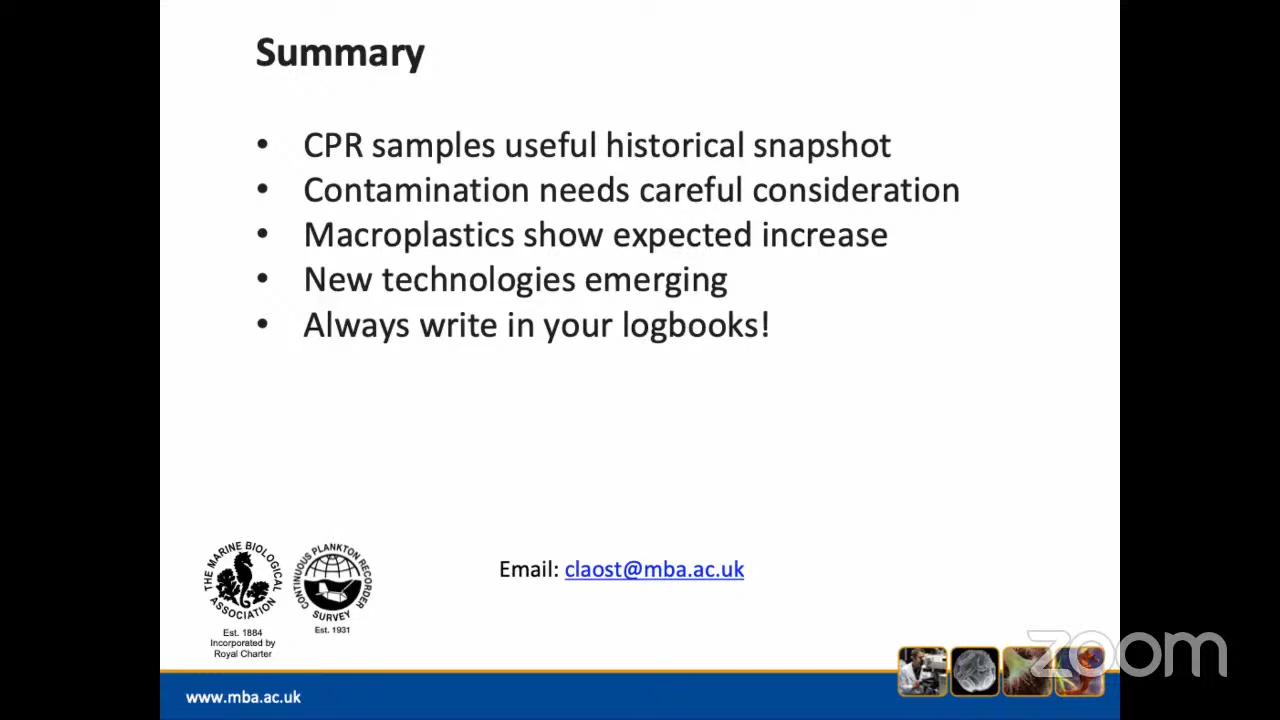 Summary
• CPR samples useful historical snapshot
• Contamination needs careful consideration
• Macroplastics show expected increase
• New technologies emerging
• Always write in your logbooks!
THE MARINE BIOLOGICAL ASSOCIATION
Est. 1884
Incorporated by
Royal Charter
CONTINUOUS PLANKTON RECORDER SURVEY
Est. 1931
Email: claost@mba.ac.uk
zoom
www.mba.ac.uk